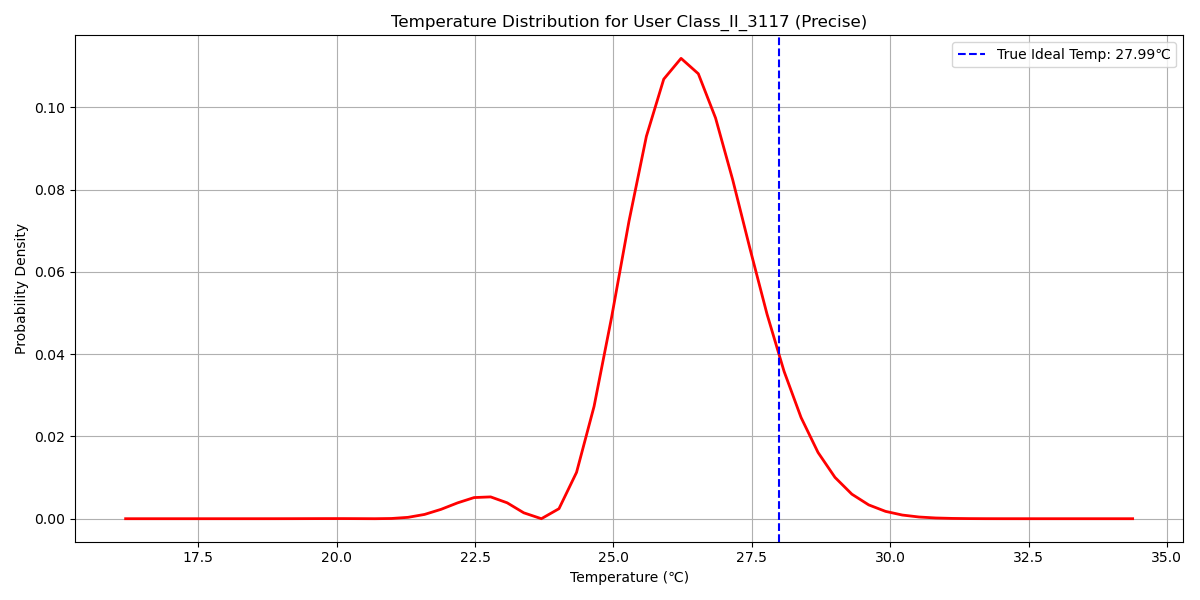 Temperature Distribution for User Class_II_3117 (Precise)
True Ideal Temp: 27.99℃
Probability Density
0.10
0.08
0.06
0.04
0.02
0.00
17.5 20.0 22.5 25.0 27.5 30.0 32.5 35.0
Temperature (℃)